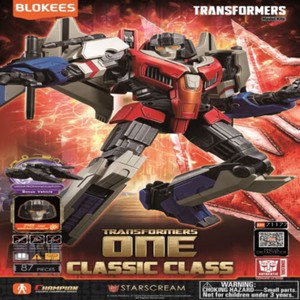 BLOKEES
TRANSFORMERS
71177
87 PIECES
TRANSFORMERS
ONE
CLASSIC CLASS
WARNING:
CHOKING HAZARD—Small parts.
Not for children under 3 years.
CHAMPION
STARSCREAM